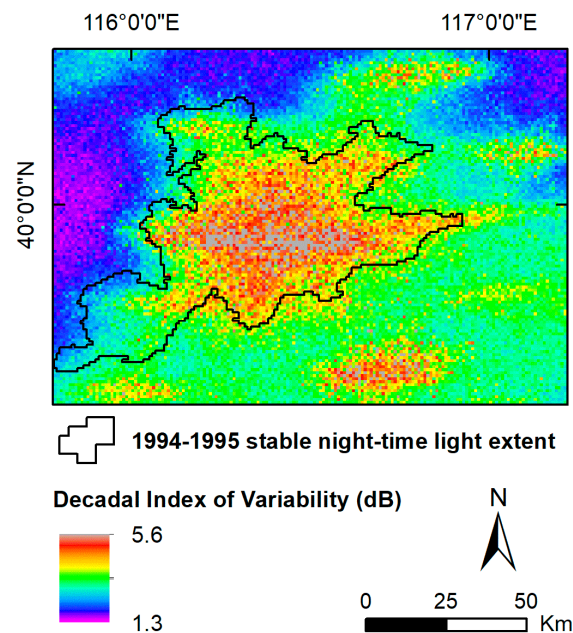 116°0'0"E
117°0'0"E
40°0'0"N
1994-1995 stable night-time light extent
Decadal Index of Variability (dB)
N
5.6
1.3
0 25 50
Km